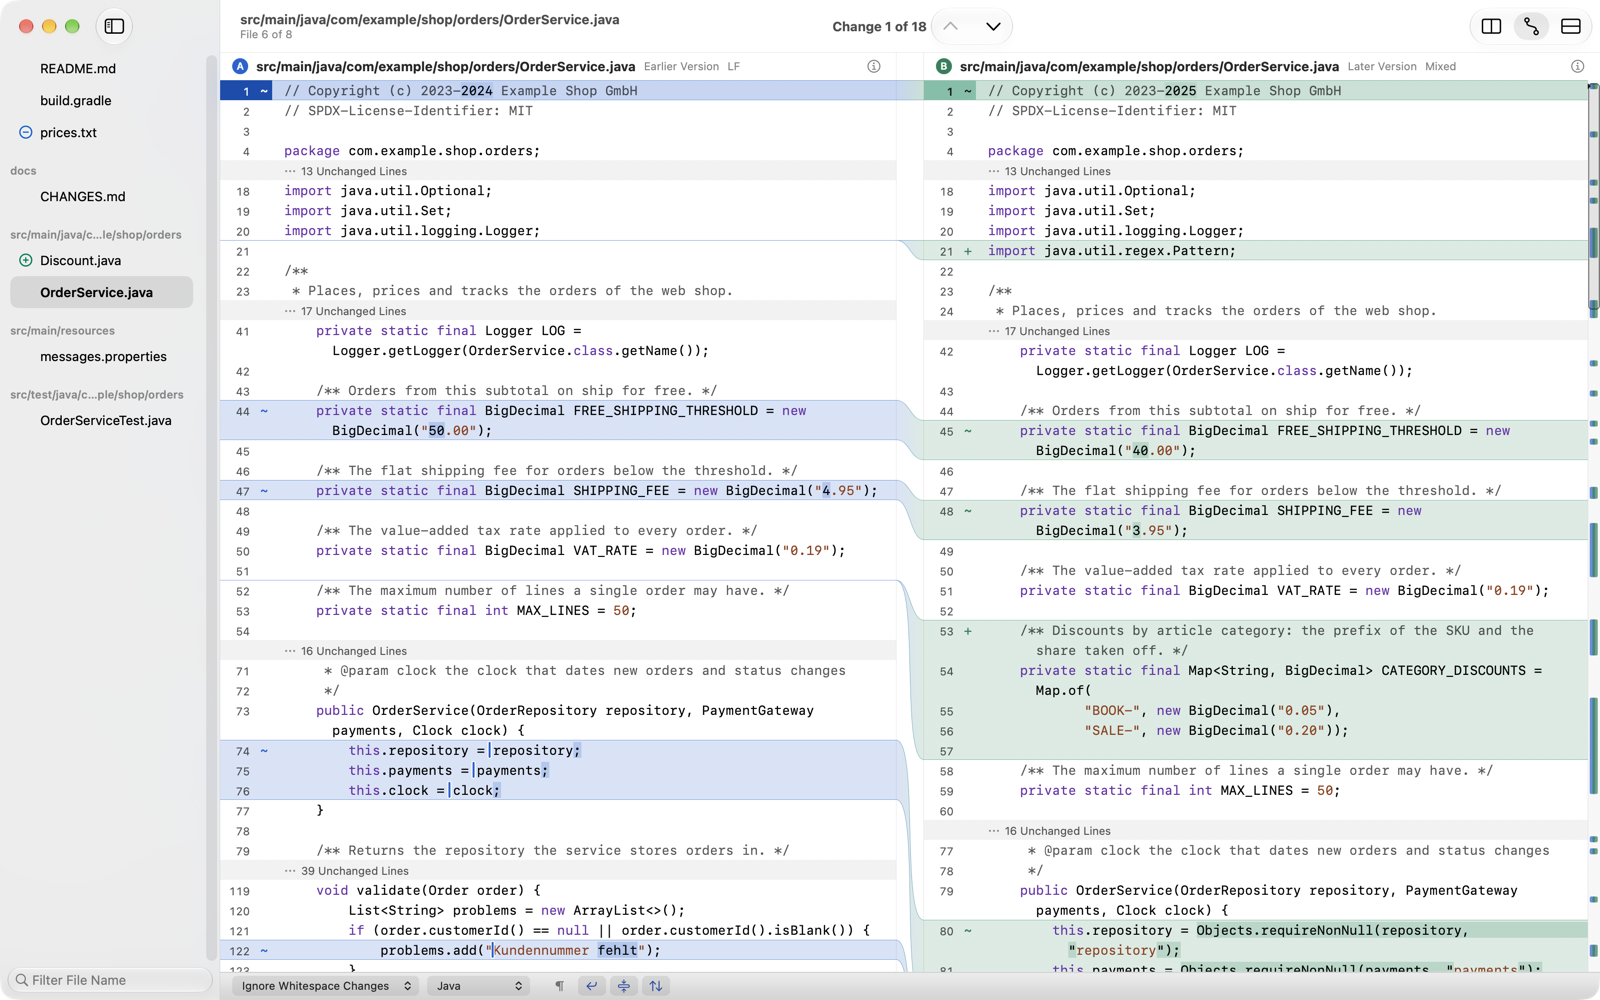 src/main/java/com/example/shop/orders/OrderService.java
File 6 of 8
Change 1 of 18
README.md
build.gradle
prices.txt
docs
CHANGES.md
src/main/java/c...le/shop/orders
Discount.java
OrderService.java
src/main/resources
messages.properties
src/test/java/c...ple/shop/orders
OrderServiceTest.java
Filter File Name
A src/main/java/com/example/shop/orders/OrderService.java Earlier Version LF
1 ~ // Copyright (c) 2023-2024 Example Shop GmbH
2 // SPDX-License-Identifier: MIT
3
4 package com.example.shop.orders;
··· 13 Unchanged Lines
18 import java.util.Optional;
19 import java.util.Set;
20 import java.util.logging.Logger;
21
22 /**
23 * Places, prices and tracks the orders of the web shop.
··· 17 Unchanged Lines
41 private static final Logger LOG =
Logger.getLogger(OrderService.class.getName());
42
43 /** Orders from this subtotal on ship for free. */
44 ~ private static final BigDecimal FREE_SHIPPING_THRESHOLD = new
BigDecimal("50.00");
45
46 /** The flat shipping fee for orders below the threshold. */
47 ~ private static final BigDecimal SHIPPING_FEE = new BigDecimal("4.95");
48
49 /** The value-added tax rate applied to every order. */
50 private static final BigDecimal VAT_RATE = new BigDecimal("0.19");
51
52 /** The maximum number of lines a single order may have. */
53 private static final int MAX_LINES = 50;
54
··· 16 Unchanged Lines
71 * @param clock the clock that dates new orders and status changes
72 */
73 public OrderService(OrderRepository repository, PaymentGateway
payments, Clock clock) {
74 ~ this.repository = repository;
75 this.payments = payments;
76 this.clock = clock;
77 }
78
79 /** Returns the repository the service stores orders in. */
··· 39 Unchanged Lines
119 void validate(Order order) {
120 List<String> problems = new ArrayList<>();
121 if (order.customerId() == null || order.customerId().isBlank()) {
122 ~ problems.add("Kundennummer fehlt");
123 }
B src/main/java/com/example/shop/orders/OrderService.java Later Version Mixed
1 ~ // Copyright (c) 2023-2025 Example Shop GmbH
2 // SPDX-License-Identifier: MIT
3
4 package com.example.shop.orders;
··· 13 Unchanged Lines
18 import java.util.Optional;
19 import java.util.Set;
20 import java.util.logging.Logger;
21 + import java.util.regex.Pattern;
22
23 /**
24 * Places, prices and tracks the orders of the web shop.
··· 17 Unchanged Lines
42 private static final Logger LOG =
Logger.getLogger(OrderService.class.getName());
43
44 /** Orders from this subtotal on ship for free. */
45 ~ private static final BigDecimal FREE_SHIPPING_THRESHOLD = new
BigDecimal("40.00");
46
47 /** The flat shipping fee for orders below the threshold. */
48 ~ private static final BigDecimal SHIPPING_FEE = new
BigDecimal("3.95");
49
50 /** The value-added tax rate applied to every order. */
51 private static final BigDecimal VAT_RATE = new BigDecimal("0.19");
52
53 + /** Discounts by article category: the prefix of the SKU and the
share taken off. */
54 private static final Map<String, BigDecimal> CATEGORY_DISCOUNTS =
Map.of(
55 "BOOK-", new BigDecimal("0.05"),
56 "SALE-", new BigDecimal("0.20"));
57
58 /** The maximum number of lines a single order may have. */
59 private static final int MAX_LINES = 50;
60
··· 16 Unchanged Lines
77 * @param clock the clock that dates new orders and status changes
78 */
79 public OrderService(OrderRepository repository, PaymentGateway
payments, Clock clock) {
80 ~ this.repository = Objects.requireNonNull(repository,
"repository");
81 this.payments = Objects.requireNonNull(payments, "payments");
Ignore Whitespace Changes Java ¶